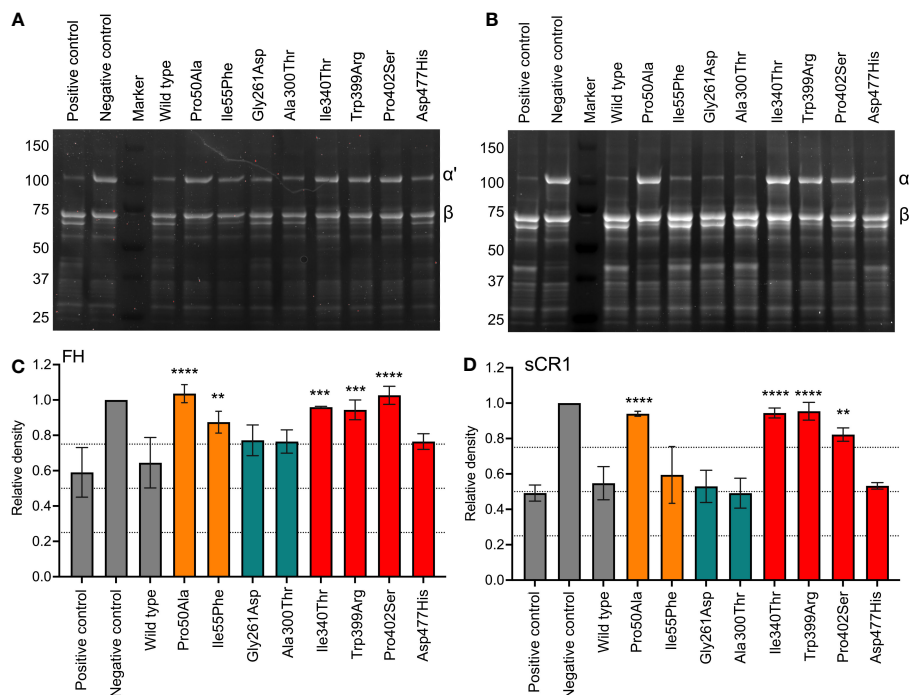 A
Positive control
Negative control
Marker
Wild type
Pro50Ala
Ile55Phe
Gly261Asp
Ala300Thr
Ile340Thr
Trp399Arg
Pro402Ser
Asp477His
150
100
75
50
37
25
α'
β
B
Positive control
Negative control
Marker
Wild type
Pro50Ala
Ile55Phe
Gly261Asp
Ala300Thr
Ile340Thr
Trp399Arg
Pro402Ser
Asp477His
150
100
75
50
37
25
α
β
C
FH
Relative density
1.2
1.0
0.8
0.6
0.4
0.2
0.0
****
**
***
***
****
Positive control
Negative control
Wild type
Pro50Ala
Ile55Phe
Gly261Asp
Ala300Thr
Ile340Thr
Trp399Arg
Pro402Ser
Asp477His
D
sCR1
Relative density
1.2
1.0
0.8
0.6
0.4
0.2
0.0
****
****
****
**
Positive control
Negative control
Wild type
Pro50Ala
Ile55Phe
Gly261Asp
Ala300Thr
Ile340Thr
Trp399Arg
Pro402Ser
Asp477His